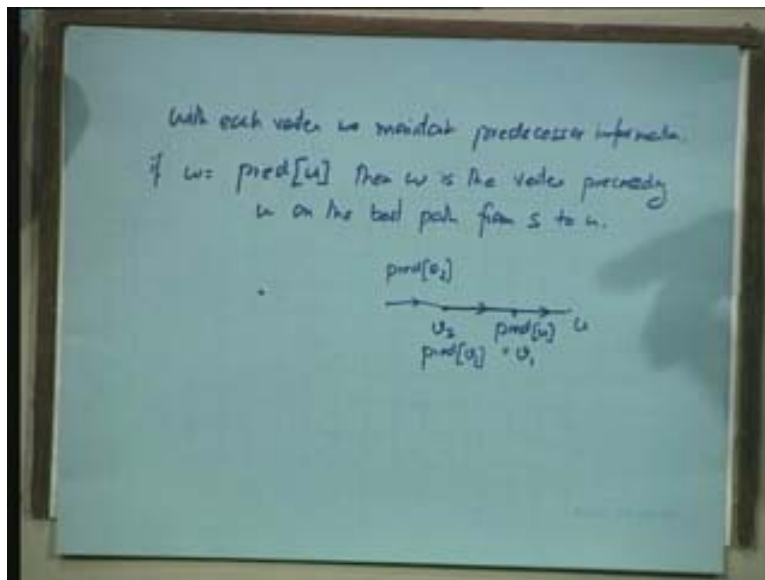 with each vertex we maintain predecessor information.
if w = pred[u] then w is the vertex preceding
u on the best path from s to u.
pred[v2]
v2 pred[u] u
pred[v1] = v1